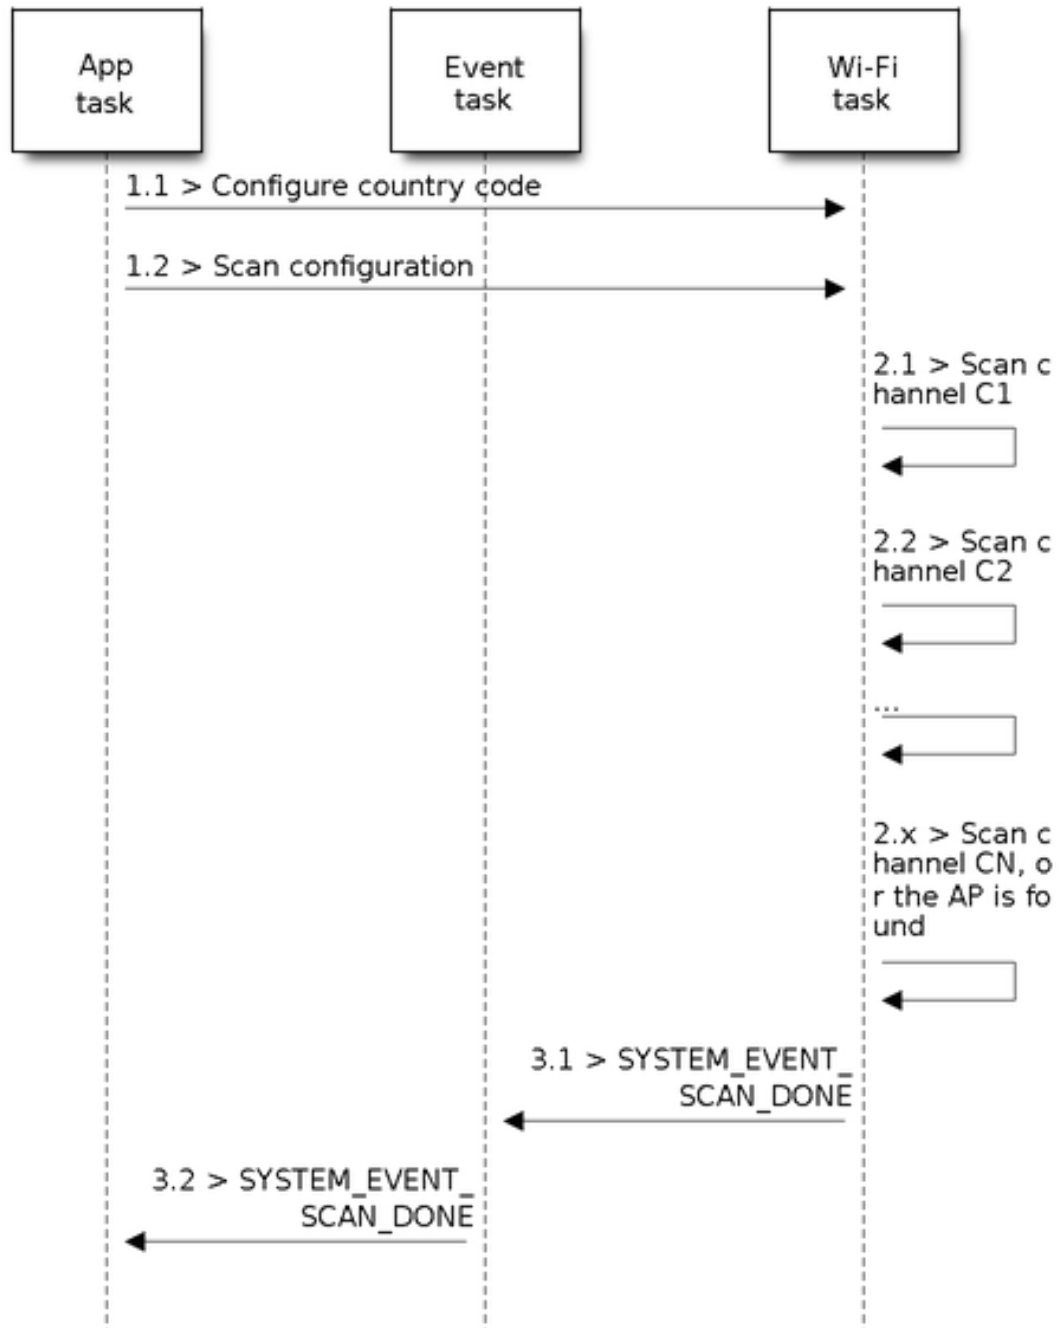 App
task
Event
task
Wi-Fi
task
1.1 > Configure country code
1.2 > Scan configuration
2.1 > Scan c
hannel C1
2.2 > Scan c
hannel C2
...
2.x > Scan c
hannel CN, o
r the AP is fo
und
3.1 > SYSTEM_EVENT_
SCAN_DONE
3.2 > SYSTEM_EVENT_
SCAN_DONE